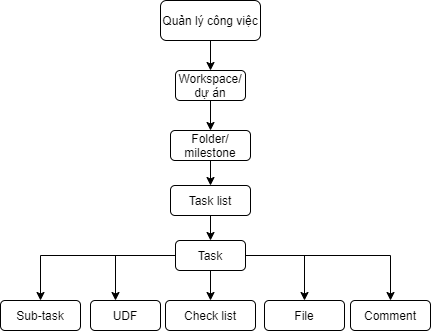 Quản lý công việc
Workspace/
dự án
Folder/
milestone
Task list
Task
Sub-task
UDF
Check list
File
Comment